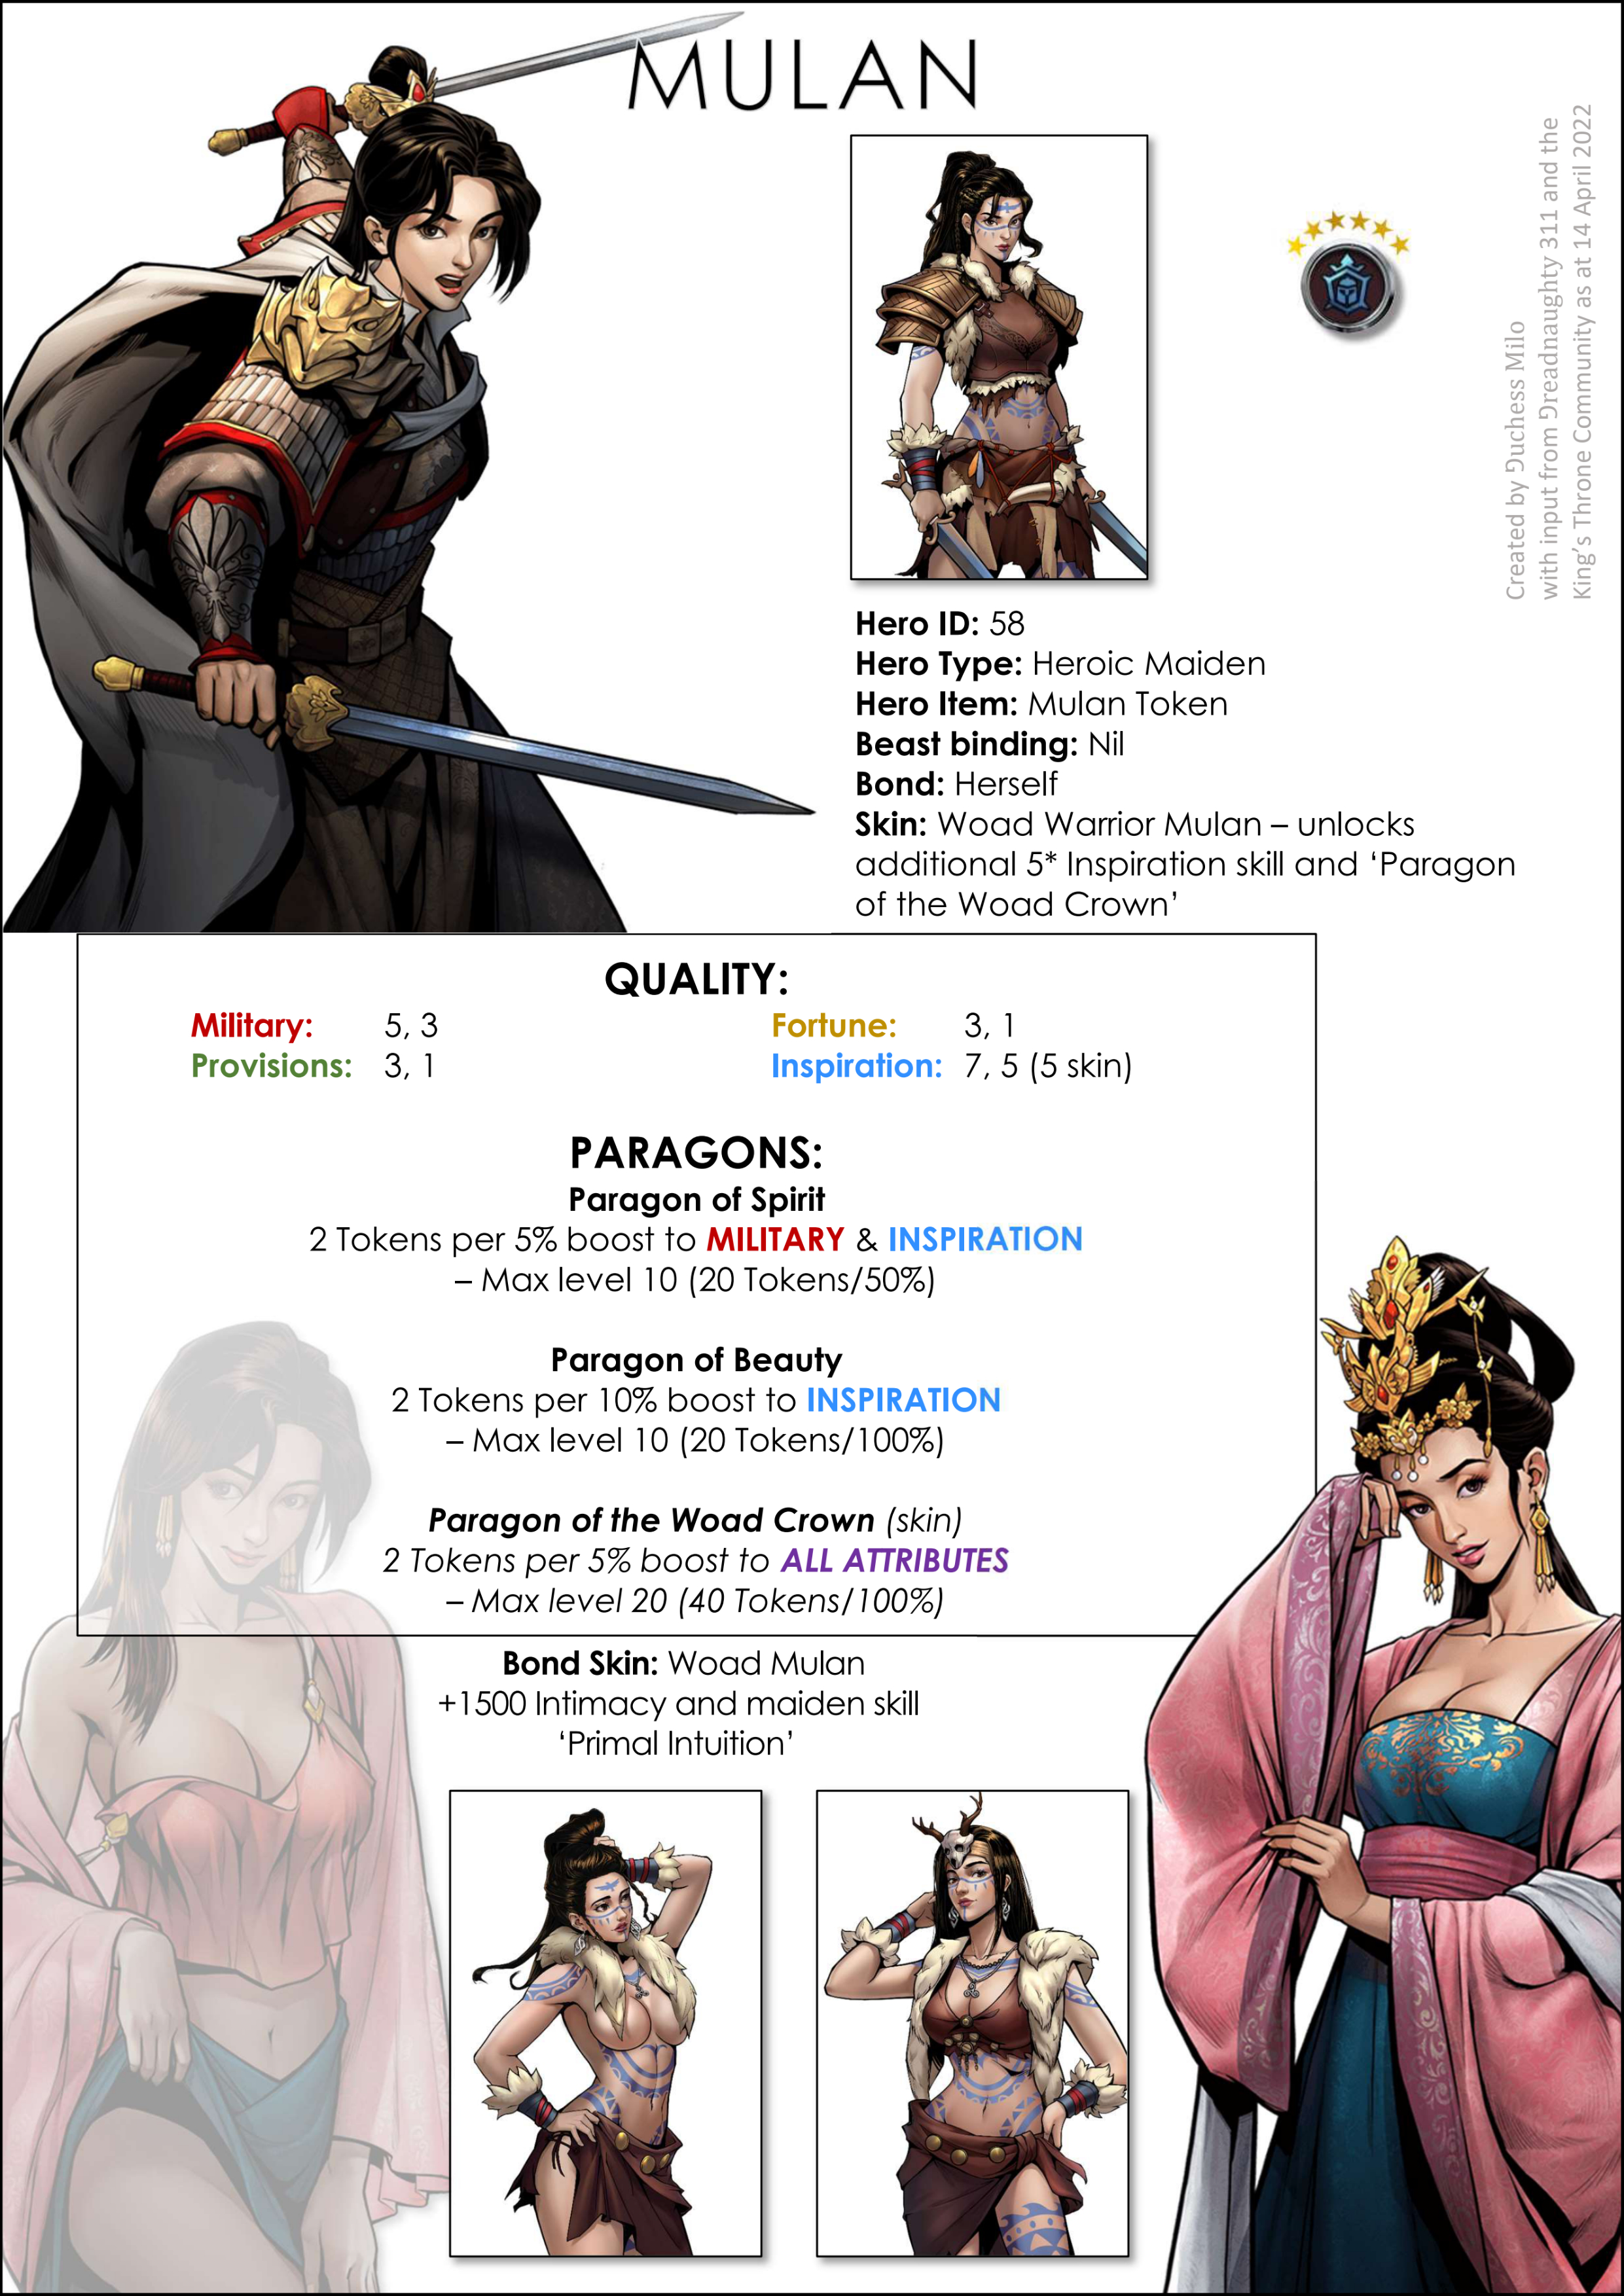 MULAN
Created by Duchess Milo
with input from Dreadnaughty 311 and the
King's Throne Community as at 14 April 2022
Hero ID: 58
Hero Type: Heroic Maiden
Hero Item: Mulan Token
Beast binding: Nil
Bond: Herself
Skin: Woad Warrior Mulan – unlocks
additional 5* Inspiration skill and ‘Paragon
of the Woad Crown’
QUALITY:
Military: 5, 3
Fortune: 3, 1
Provisions: 3, 1
Inspiration: 7, 5 (5 skin)
PARAGONS:
Paragon of Spirit
2 Tokens per 5% boost to MILITARY & INSPIRATION
– Max level 10 (20 Tokens/50%)
Paragon of Beauty
2 Tokens per 10% boost to INSPIRATION
– Max level 10 (20 Tokens/100%)
Paragon of the Woad Crown (skin)
2 Tokens per 5% boost to ALL ATTRIBUTES
– Max level 20 (40 Tokens/100%)
Bond Skin: Woad Mulan
+1500 Intimacy and maiden skill
‘Primal Intuition’